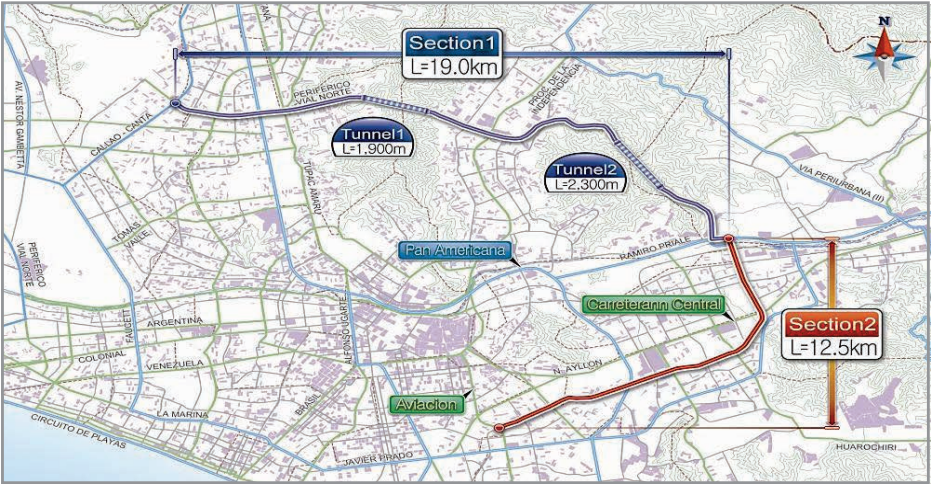 N
Section1
L=19.0km
PERIFERICO
VIAL NORTE
PROC. DE LA
INDEPENDENCIA
AV. NESTOR GAMBETTA
CALLAO - CANTA
Tunnel1
L=1.900m
Tunnel2
L=2.300m
VIA PERIURBANA (II)
TUPAC AMARU
TOMAS
VALLE
PERIFERICO
VIAL NORTE
Pan Americana
RAMIRO PRIALE
Carreterann Central
Section2
L=12.5km
FAUCETT
ARGENTINA
ALFONSO UGARTE
COLONIAL
VENEZUELA
N. AYLLON
BRASIL
Aviacion
LA MARINA
CIRCUITO DE PLAYAS
JAVIER PRADO
HUAROCHIRI